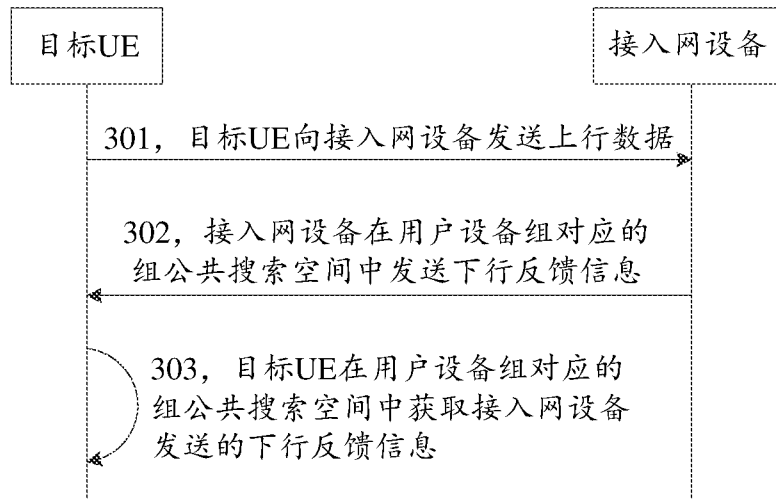 目标UE
接入网设备
301，目标UE向接入网设备发送上行数据
302，接入网设备在用户设备组对应的
组公共搜索空间中发送下行反馈信息
303，目标UE在用户设备组对应的
组公共搜索空间中获取接入网设备
发送的下行反馈信息